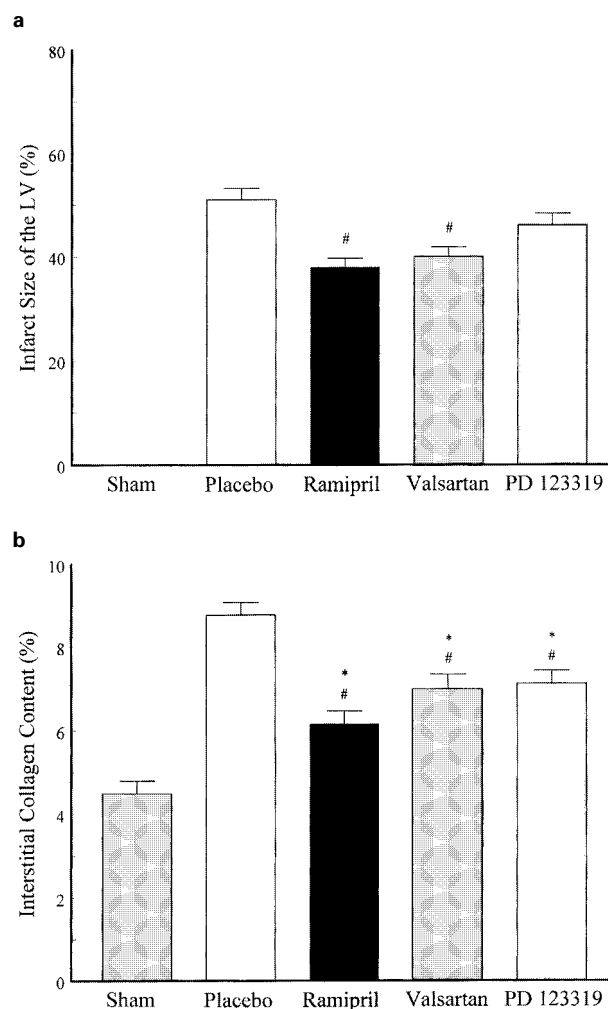 a
Infarct Size of the LV (%)
80
60
40
20
0
# #
Sham Placebo Ramipril Valsartan PD 123319
b
Interstitial Collagen Content (%)
10
8
6
4
2
0
* * *
# # #
Sham Placebo Ramipril Valsartan PD 123319